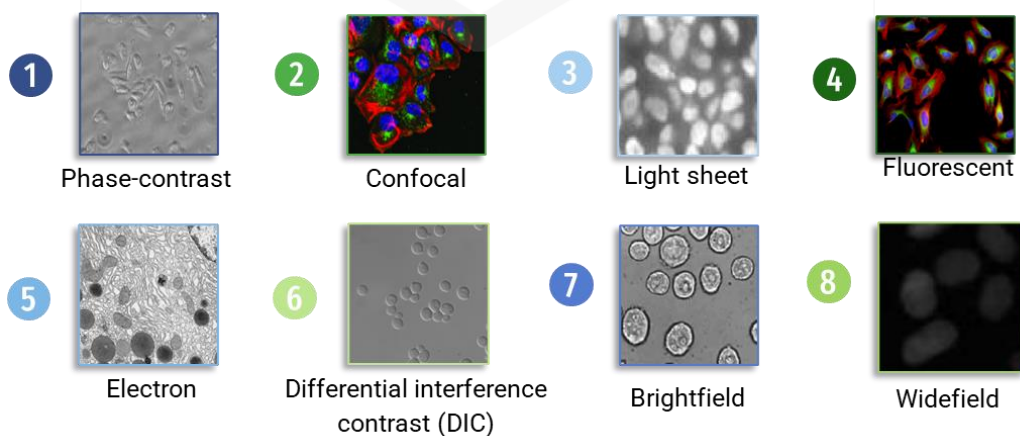 1
Phase-contrast
2
Confocal
3
Light sheet
4
Fluorescent
5
Electron
6
Differential interference
contrast (DIC)
7
Brightfield
8
Widefield